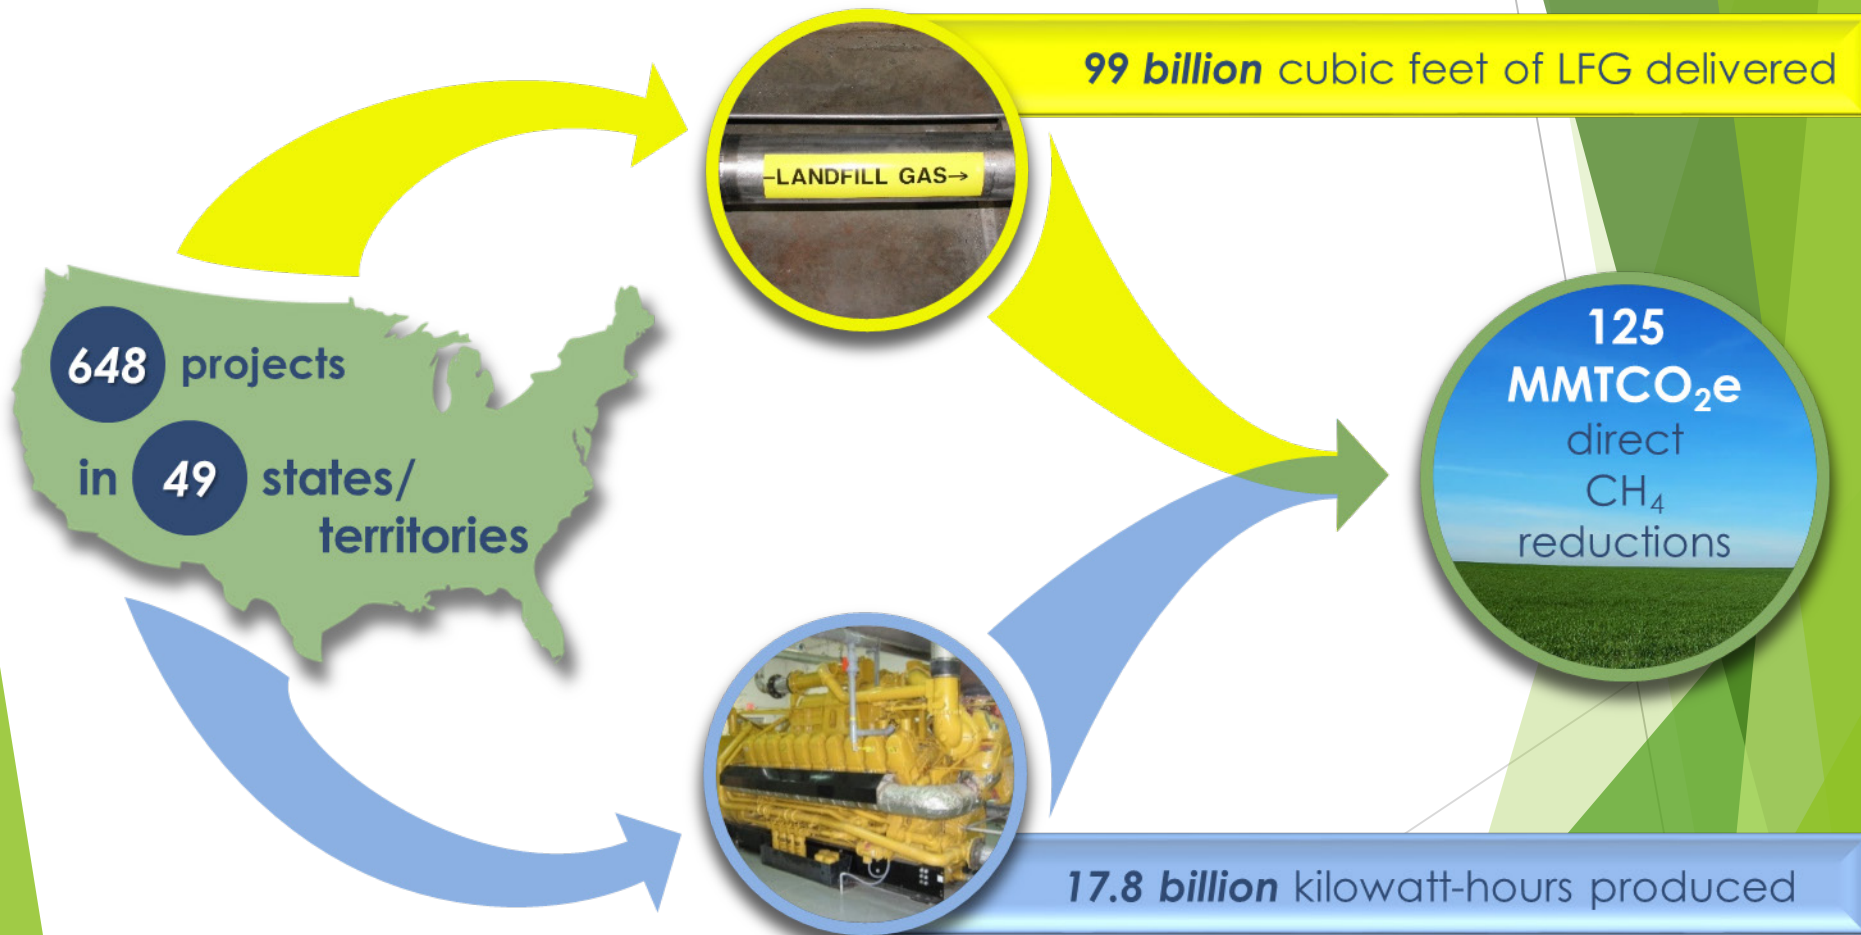 99 billion cubic feet of LFG delivered
-LANDFILL GAS→
648 projects
in 49 states/
territories
125
MMTCO₂e
direct
CH₄
reductions
17.8 billion kilowatt-hours produced